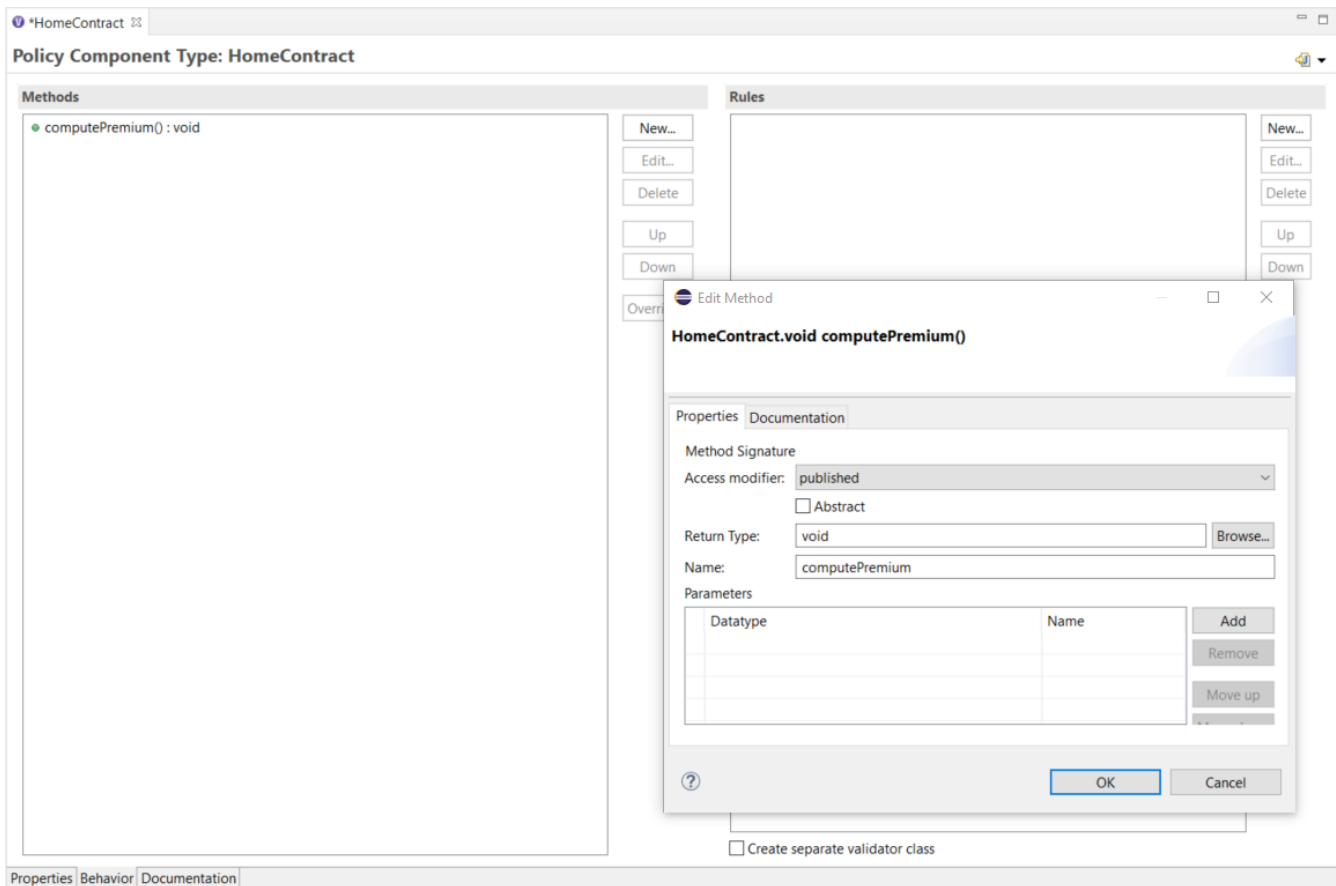 *HomeContract
Policy Component Type: HomeContract
Methods
computePremium() : void
New...
Edit...
Delete
Up
Down
Rules
New...
Edit...
Delete
Up
Down
Edit Method
HomeContract.void computePremium()
Properties Documentation
Method Signature
Access modifier: published
Abstract
Return Type: void Browse...
Name: computePremium
Parameters
Datatype Name
Add
Remove
Move up
OK Cancel
Create separate validator class
Properties Behavior Documentation